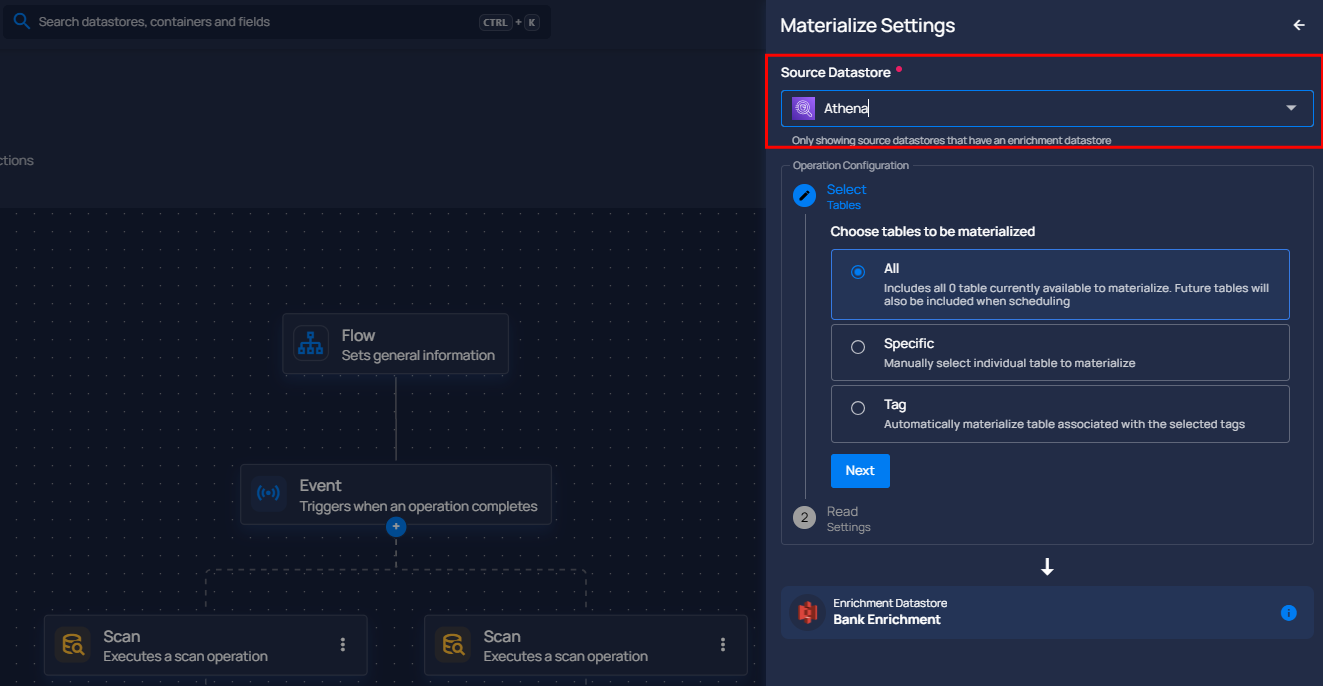 Search datastores, containers and fields
CTRL + K
ctions
Flow
Sets general information
Event
Triggers when an operation completes
+
Scan
Executes a scan operation
Scan
Executes a scan operation
Materialize Settings
Source Datastore
Athena
Only showing source datastores that have an enrichment datastore
Operation Configuration
Select
Tables
Choose tables to be materialized
All
Includes all 0 table currently available to materialize. Future tables will
also be included when scheduling
Specific
Manually select individual table to materialize
Tag
Automatically materialize table associated with the selected tags
Next
2
Read
Settings
Enrichment Datastore
Bank Enrichment